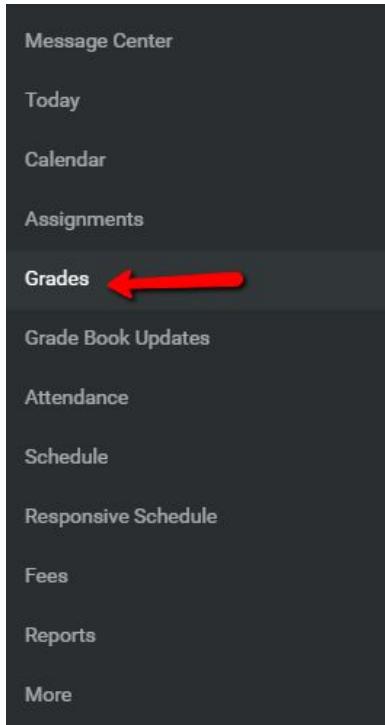 Message Center
Today
Calendar
Assignments
Grades
Grade Book Updates
Attendance
Schedule
Responsive Schedule
Fees
Reports
More